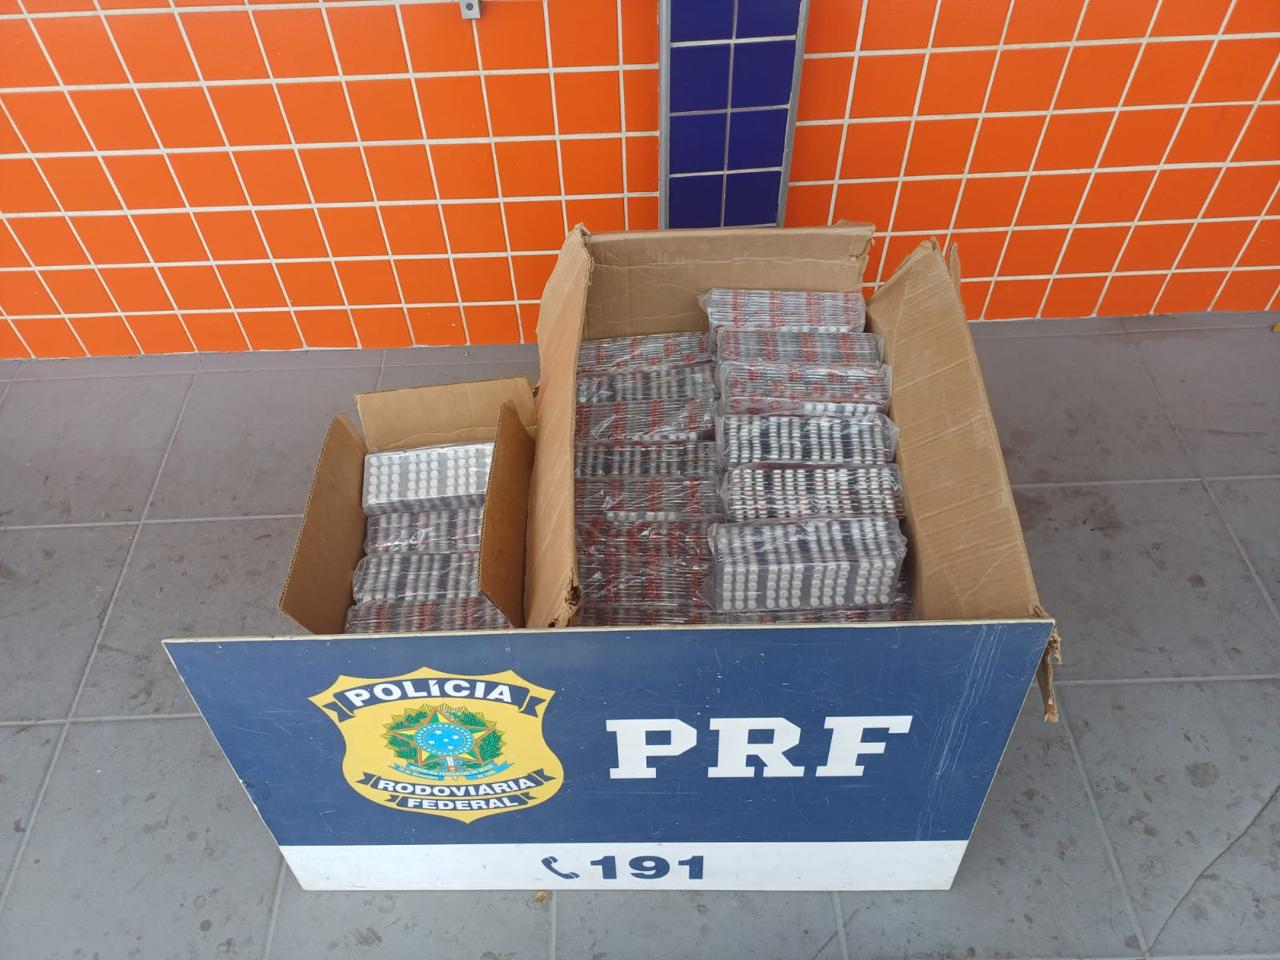 POLÍCIA
RODOVIÁRIA
FEDERAL
PRF
191